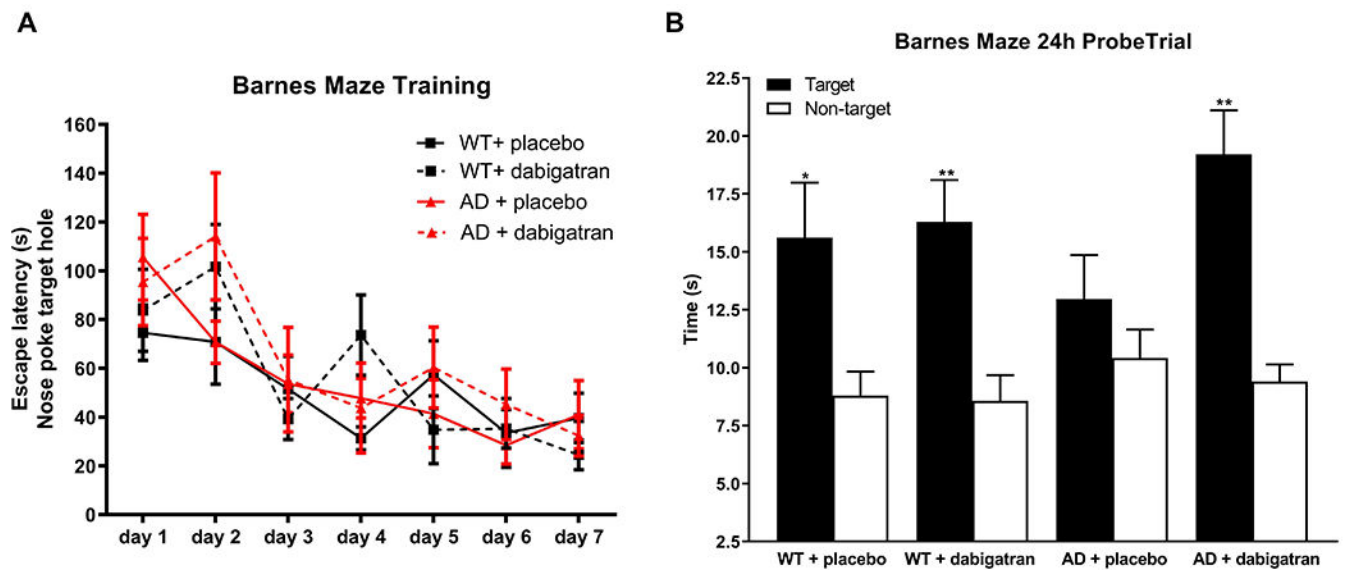 A
Barnes Maze Training
Escape latency (s)
Nose poke target hole
160
140
120
100
80
60
40
20
0
WT+ placebo
WT+ dabigatran
AD + placebo
AD + dabigatran
day 1 day 2 day 3 day 4 day 5 day 6 day 7
B
Barnes Maze 24h ProbeTrial
Time (s)
22.5
20.0
17.5
15.0
12.5
10.0
7.5
5.0
2.5
Target
Non-target
* ** **
WT + placebo WT + dabigatran AD + placebo AD + dabigatran